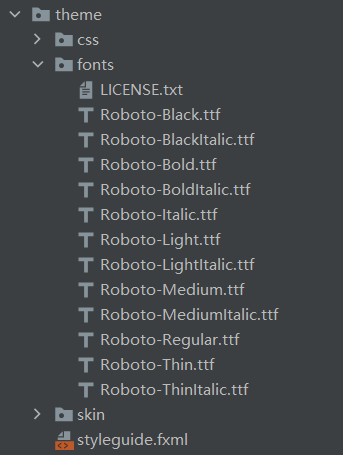 theme
css
fonts
LICENSE.txt
Roboto-Black.ttf
Roboto-BlackItalic.ttf
Roboto-Bold.ttf
Roboto-BoldItalic.ttf
Roboto-Italic.ttf
Roboto-Light.ttf
Roboto-LightItalic.ttf
Roboto-Medium.ttf
Roboto-MediumItalic.ttf
Roboto-Regular.ttf
Roboto-Thin.ttf
Roboto-ThinItalic.ttf
skin
styleguide.fxml